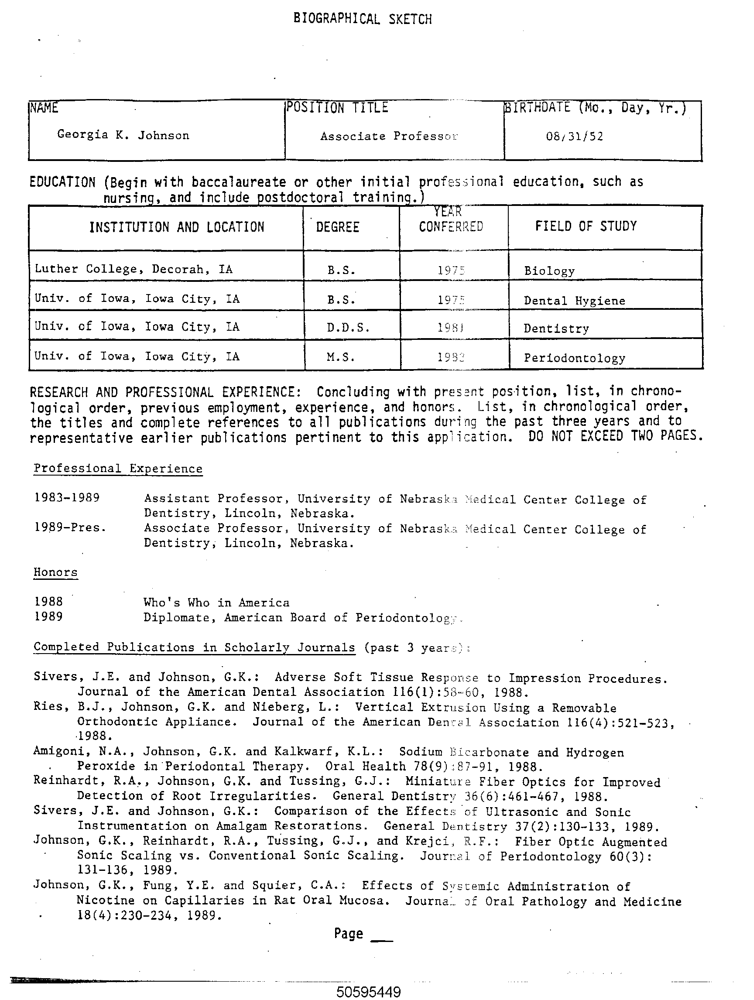 BIOGRAPHICAL SKETCH
NAME POSITION TITLE BIRTHDATE (Mo., Day, Yr.)
Georgia K. Johnson Associate Professor 08/31/52
EDUCATION (Begin with baccalaureate or other initial professional education, such as
nursing, and include postdoctoral training.)
INSTITUTION AND LOCATION DEGREE YEAR CONFERRED FIELD OF STUDY
Luther College, Decorah, IA B.S. 1975 Biology
Univ. of Iowa, Iowa City, IA B.S. 1975 Dental Hygiene
Univ. of Iowa, Iowa City, IA D.D.S. 1981 Dentistry
Univ. of Iowa, Iowa City, IA M.S. Periodontology
RESEARCH AND PROFESSIONAL EXPERIENCE: Concluding with present position, list, in chrono-
logical order, previous employment, experience, and honors. List, in chronological order,
the titles and complete references to all publications during the past three years and to
representative earlier publications pertinent to this application. DO NOT EXCEED TWO PAGES.
Professional Experience
1983-1989 Assistant Professor, University of Nebraska Medical Center College of
Dentistry, Lincoln, Nebraska.
1989-Pres. Associate Professor, University of Nebraska Medical Center College of
Dentistry, Lincoln, Nebraska.
Honors
1988 Who's Who in America
1989 Diplomate, American Board of Periodontology.
Completed Publications in Scholarly Journals (past 3 years):
Sivers, J.E. and Johnson, G.K.: Adverse Soft Tissue Response to Impression Procedures.
Journal of the American Dental Association 116(1):58-60, 1988.
Ries, B.J., Johnson, G.K. and Nieberg, L.: Vertical Extrusion Using a Removable
Orthodontic Appliance. Journal of the American Dental Association 116(4):521-523,
1988.
Amigoni, N.A., Johnson, G.K. and Kalkwarf, K.L.: Sodium Bicarbonate and Hydrogen
Peroxide in Periodontal Therapy. Oral Health 78(9):87-91, 1988.
Reinhardt, R.A., Johnson, G.K. and Tussing, G.J.: Miniature Fiber Optics for Improved
Detection of Root Irregularities. General Dentistry 36(6):461-467, 1988.
Sivers, J.E. and Johnson, G.K.: Comparison of the Effects of Ultrasonic and Sonic
Instrumentation on Amalgam Restorations. General Dentistry 37(2):130-133, 1989.
Johnson, G.K., Reinhardt, R.A., Tussing, G.J., and Krejci, R.F.: Fiber Optic Augmented
Sonic Scaling vs. Conventional Sonic Scaling. Journal of Periodontology 60(3):
131-136, 1989.
Johnson, G.K., Fung, Y.E. and Squier, C.A.: Effects of Systemic Administration of
Nicotine on Capillaries in Rat Oral Mucosa. Journal of Oral Pathology and Medicine
18(4):230-234, 1989.
Page __
50595449